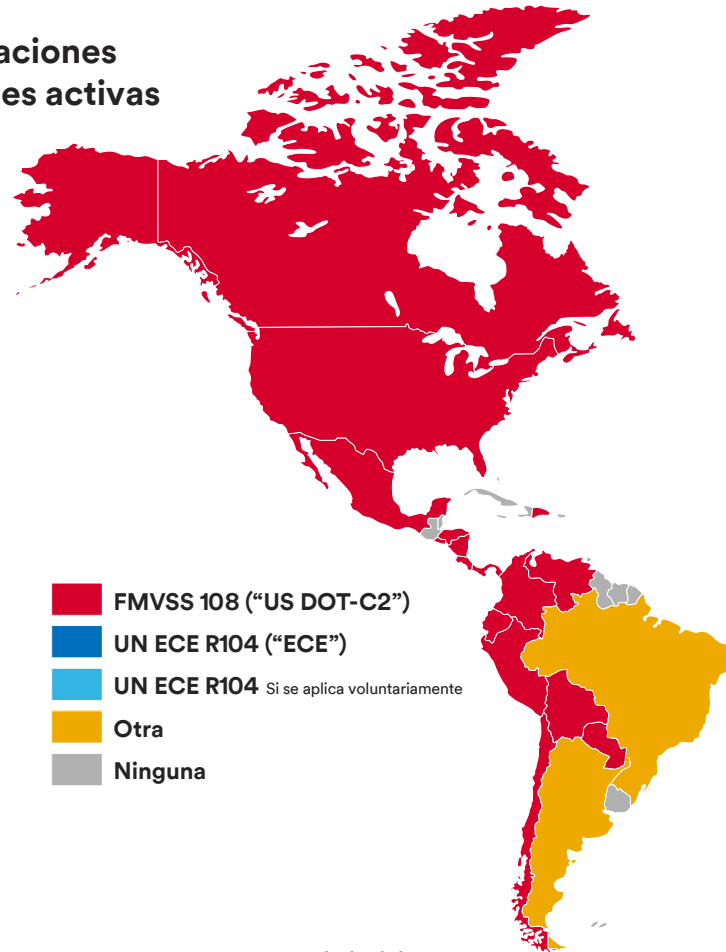 aciones
es activas
FMVSS 108 (“US DOT-C2”)
UN ECE R104 (“ECE”)
UN ECE R104 Si se aplica voluntariamente
Otra
Ninguna